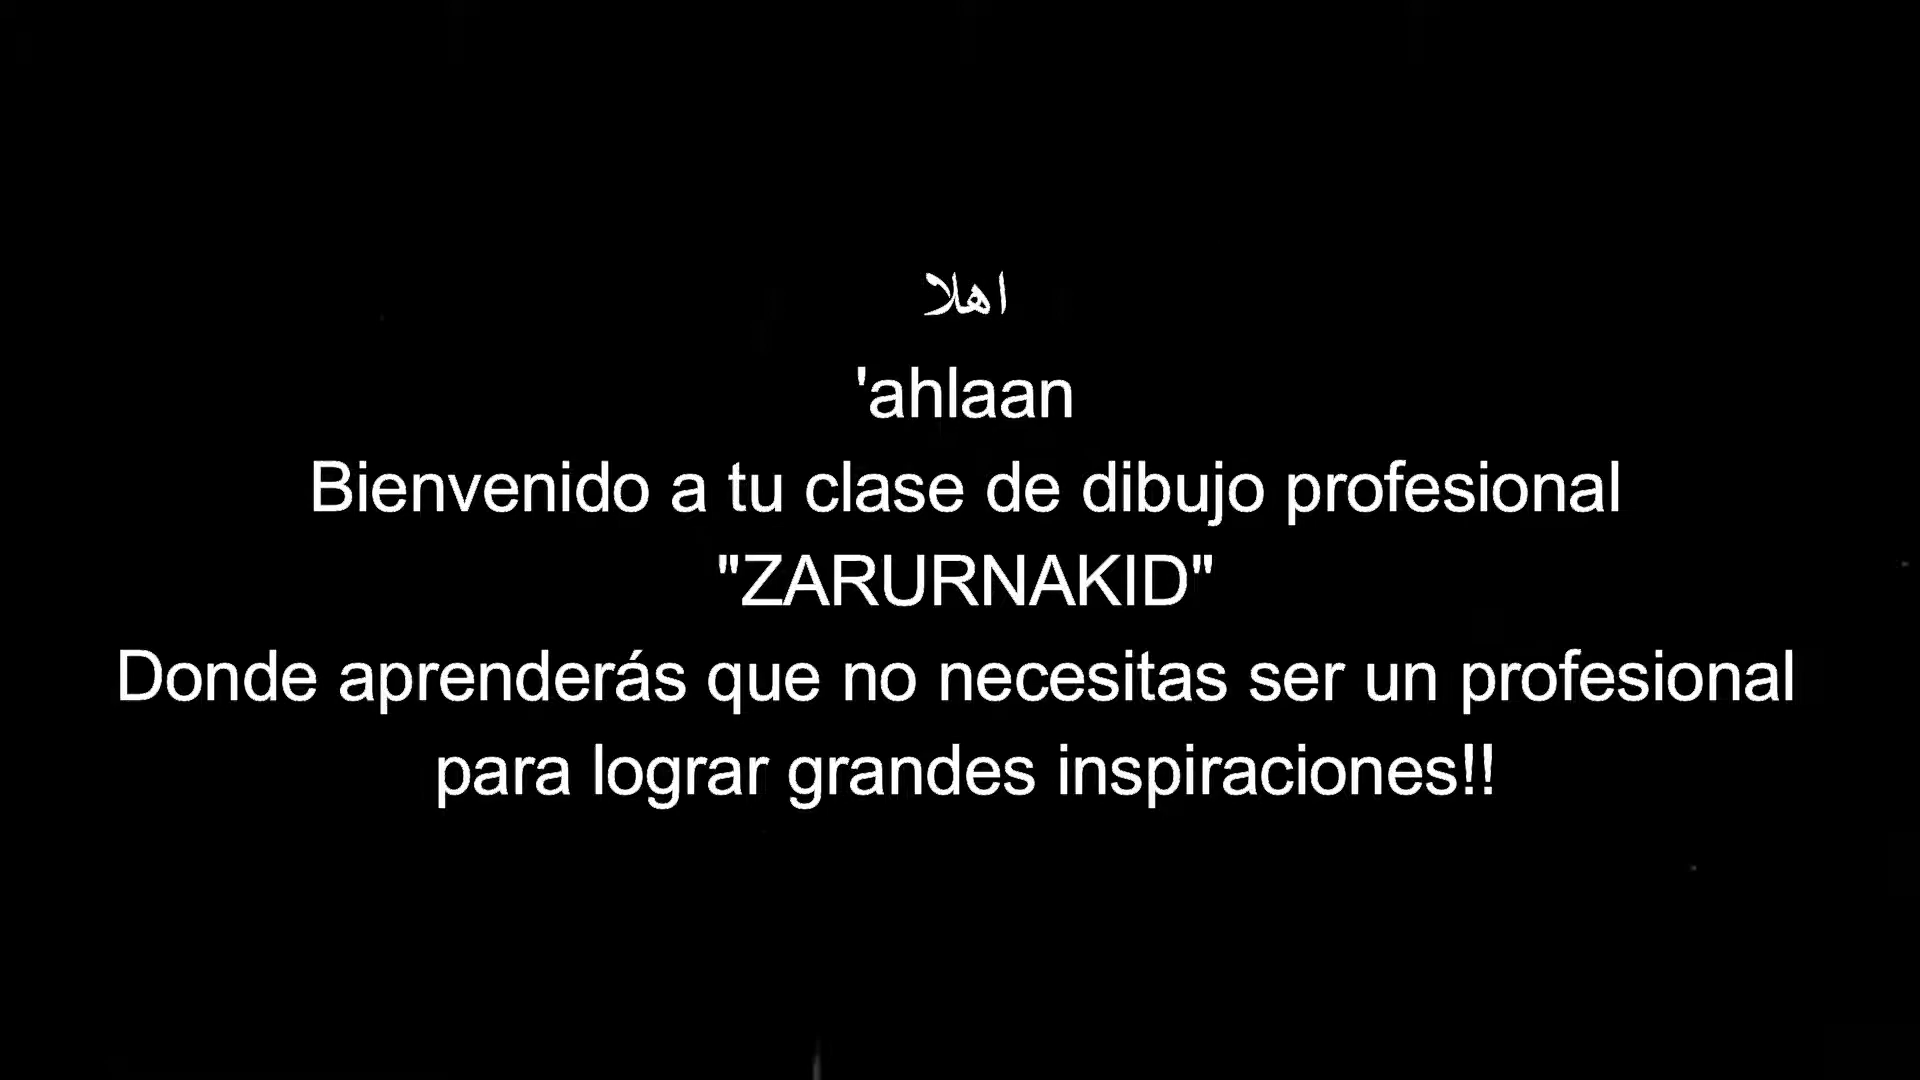 اهلا
'ahlaan
Bienvenido a tu clase de dibujo profesional
"ZARURNAKID"
Donde aprenderás que no necesitas ser un profesional
para lograr grandes inspiraciones!!